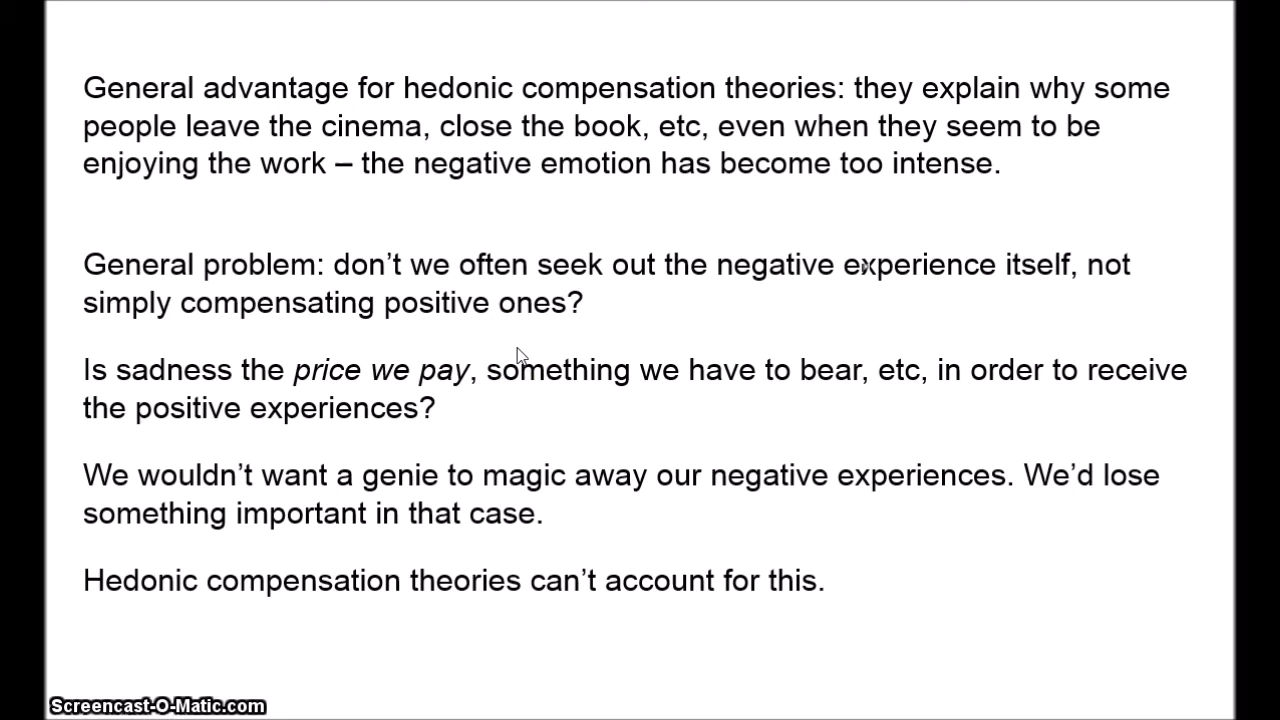 General advantage for hedonic compensation theories: they explain why some
people leave the cinema, close the book, etc, even when they seem to be
enjoying the work – the negative emotion has become too intense.
General problem: don’t we often seek out the negative experience itself, not
simply compensating positive ones?
Is sadness the price we pay, something we have to bear, etc, in order to receive
the positive experiences?
We wouldn’t want a genie to magic away our negative experiences. We’d lose
something important in that case.
Hedonic compensation theories can’t account for this.
Screencast-O-Matic.com